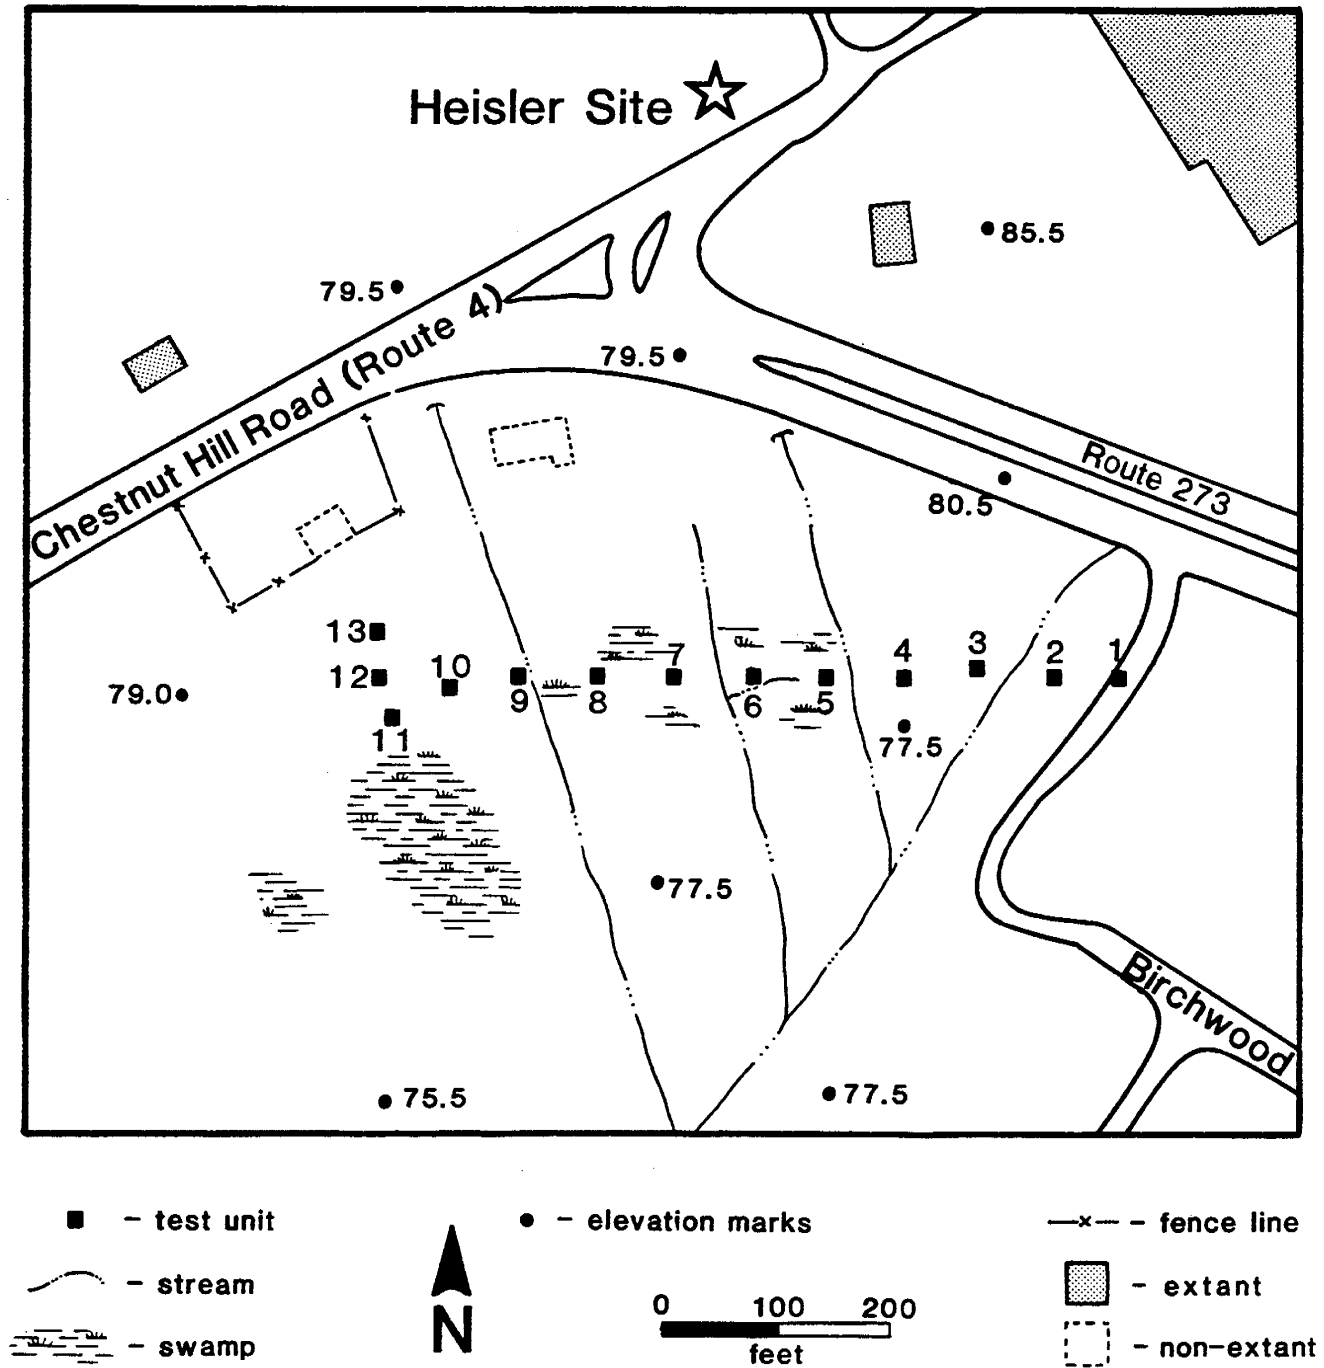 Heisler Site
85.5
79.5
Chestnut Hill Road (Route 4)
79.5
Route 273
80.5
13
12
10
9
8
7
6
5
4
3
2
1
11
79.0
77.5
77.5
Birchwood
75.5
77.5
- test unit
- elevation marks
- fence line
- stream
- extant
- swamp
- non-extant
N
0 100 200
feet